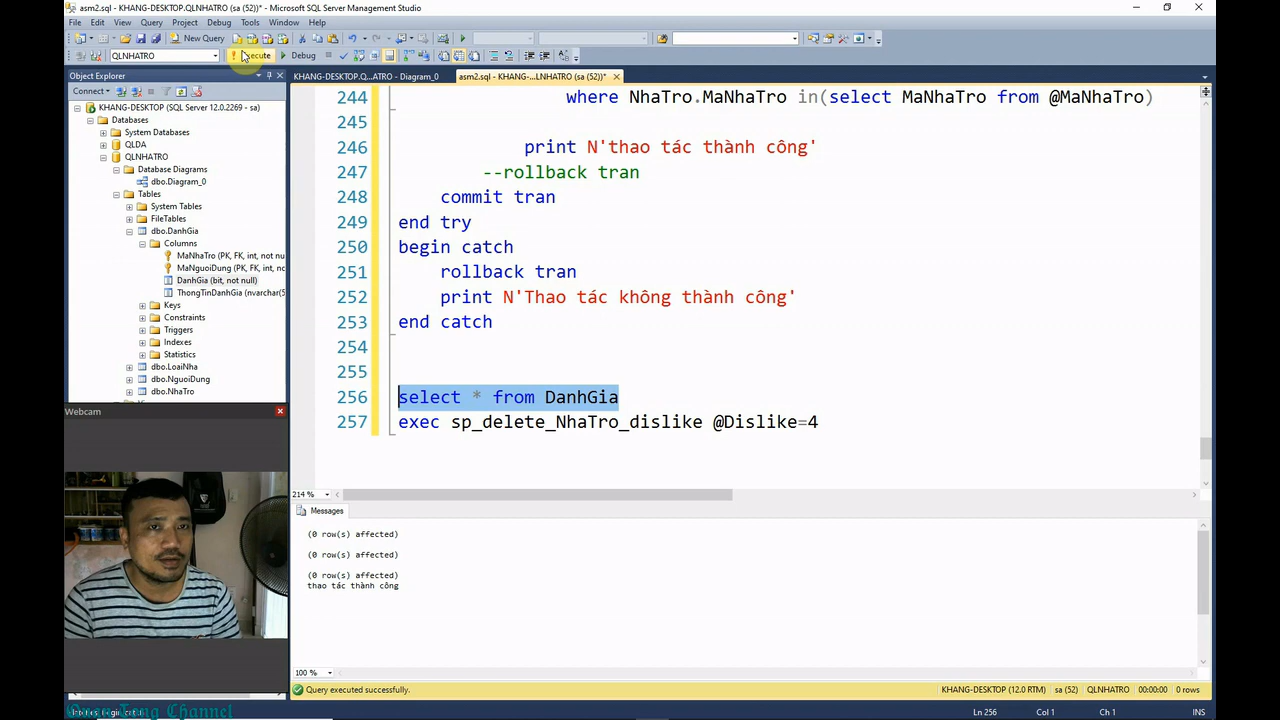 asm2.sql - KHANG-DESKTOP.QLNHATRO (sa (52))* - Microsoft SQL Server Management Studio
File Edit View Query Project Debug Tools Window Help
New Query
QLNHATRO Execute Debug
Object Explorer
Connect
KHANG-DESKTOP (SQL Server 12.0.2269 - sa)
Databases
System Databases
QLDA
QLNHATRO
Database Diagrams
dbo.Diagram_0
Tables
System Tables
FileTables
dbo.DanhGia
Columns
MaNhaTro (PK, FK, int, not nu
MaNguoiDung (PK, FK, int, no
DanhGia (bit, not null)
ThongTinDanhGia (nvarchar(5
Keys
Constraints
Triggers
Indexes
Statistics
dbo.LoaiNha
dbo.NguoiDung
dbo.NhaTro
Webcam
KHANG-DESKTOP.Q...ATRO - Diagram_0 asm2.sql - KHANG-...LNHATRO (sa (52))*
244 where NhaTro.MaNhaTro in(select MaNhaTro from @MaNhaTro)
245
246 print N'thao tác thành công'
247 --rollback tran
248 commit tran
249 end try
250 begin catch
251 rollback tran
252 print N'Thao tác không thành công'
253 end catch
254
255
256 select * from DanhGia
257 exec sp_delete_NhaTro_dislike @Dislike=4
214 %
Messages
(0 row(s) affected)
(0 row(s) affected)
(0 row(s) affected)
thao tác thành công
100 %
Query executed successfully. KHANG-DESKTOP (12.0 RTM) sa (52) QLNHATRO 00:00:00 0 rows
Ln 256 Col 1 Ch 1 INS